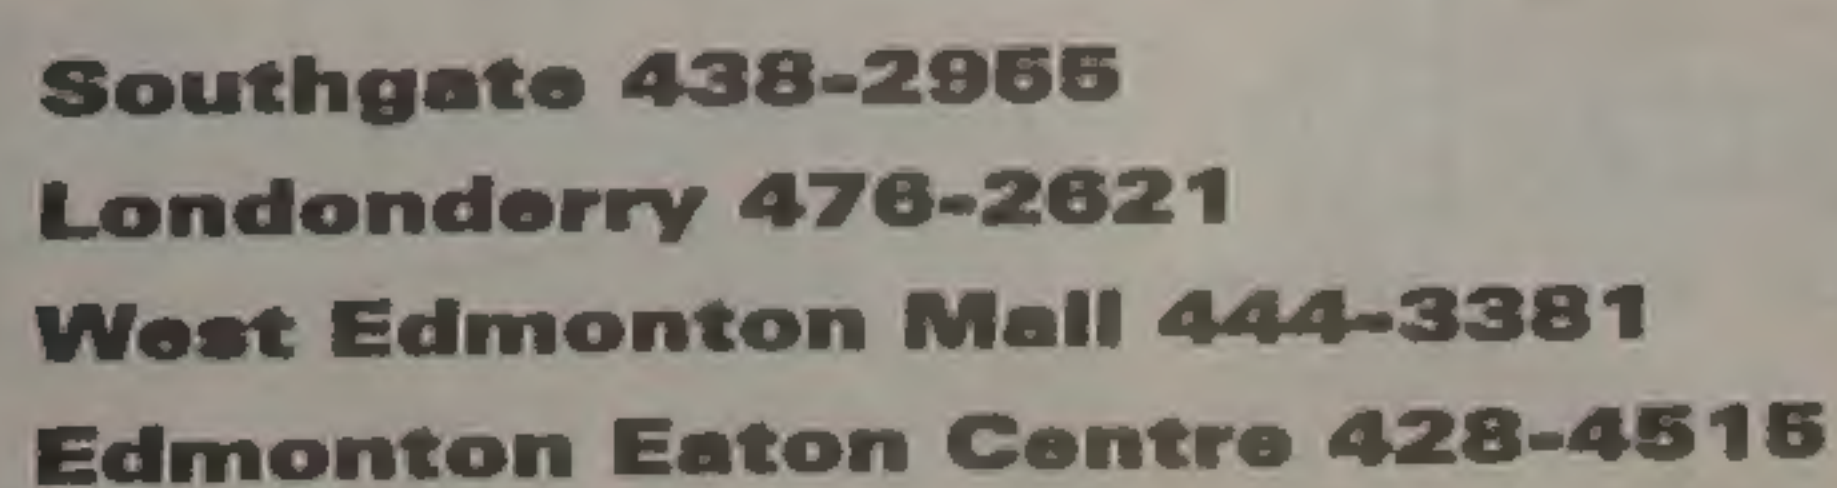 Southgate 438-2955
Londonderry 476-2621
West Edmonton Mall 444-3381
Edmonton Eaton Centre 428-4515